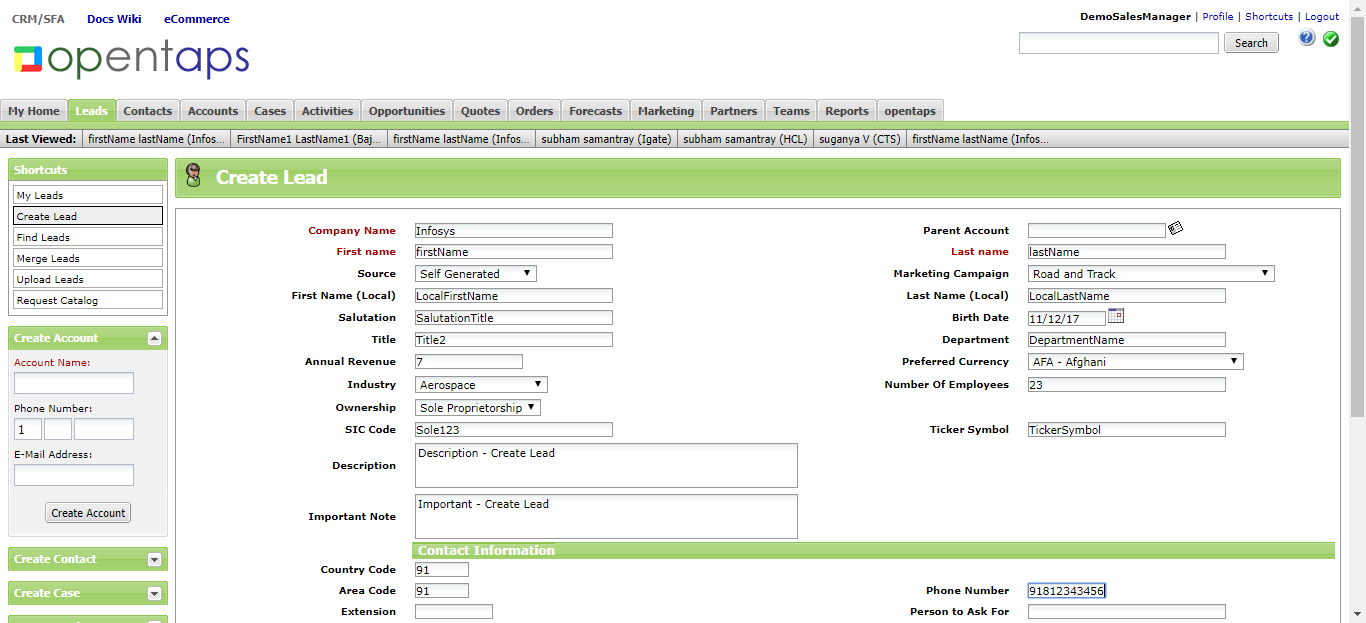 CRM/SFA Docs Wiki eCommerce
DemoSalesManager | Profile | Shortcuts | Logout
opentaps
Search
My Home Leads Contacts Accounts Cases Activities Opportunities Quotes Orders Forecasts Marketing Partners Teams Reports opentaps
Last Viewed: firstName lastName (Infos... FirstName1 LastName1 (Baj... firstName lastName (Infos... subham samantray (Igate) subham samantray (HCL) suganya V (CTS) firstName lastName (Infos...
Shortcuts
My Leads
Create Lead
Find Leads
Merge Leads
Upload Leads
Request Catalog
Create Account
Account Name:
Phone Number:
1
E-Mail Address:
Create Account
Create Contact
Create Case
Create Lead
Company Name Infosys Parent Account
First name firstName Last name lastName
Source Self Generated Marketing Campaign Road and Track
First Name (Local) LocalFirstName Last Name (Local) LocalLastName
Salutation SalutationTitle Birth Date 11/12/17
Title Title2 Department DepartmentName
Annual Revenue 7 Preferred Currency AFA - Afghani
Industry Aerospace Number Of Employees 23
Ownership Sole Proprietorship
SIC Code Sole123 Ticker Symbol TickerSymbol
Description Description - Create Lead
Important Note Important - Create Lead
Contact Information
Country Code 91
Area Code 91 Phone Number 91812343456
Extension Person to Ask For